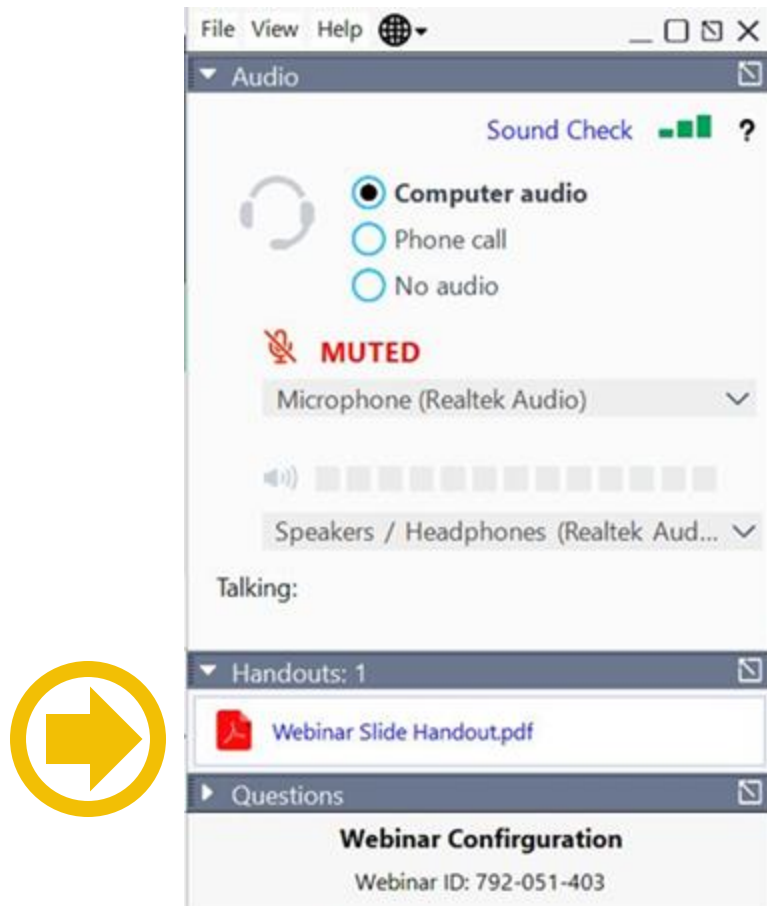 File View Help
Audio
Sound Check ?
Computer audio
Phone call
No audio
MUTED
Microphone (Realtek Audio)
Speakers / Headphones (Realtek Aud...
Talking:
Handouts: 1
Webinar Slide Handout.pdf
Questions
Webinar Confirguration
Webinar ID: 792-051-403